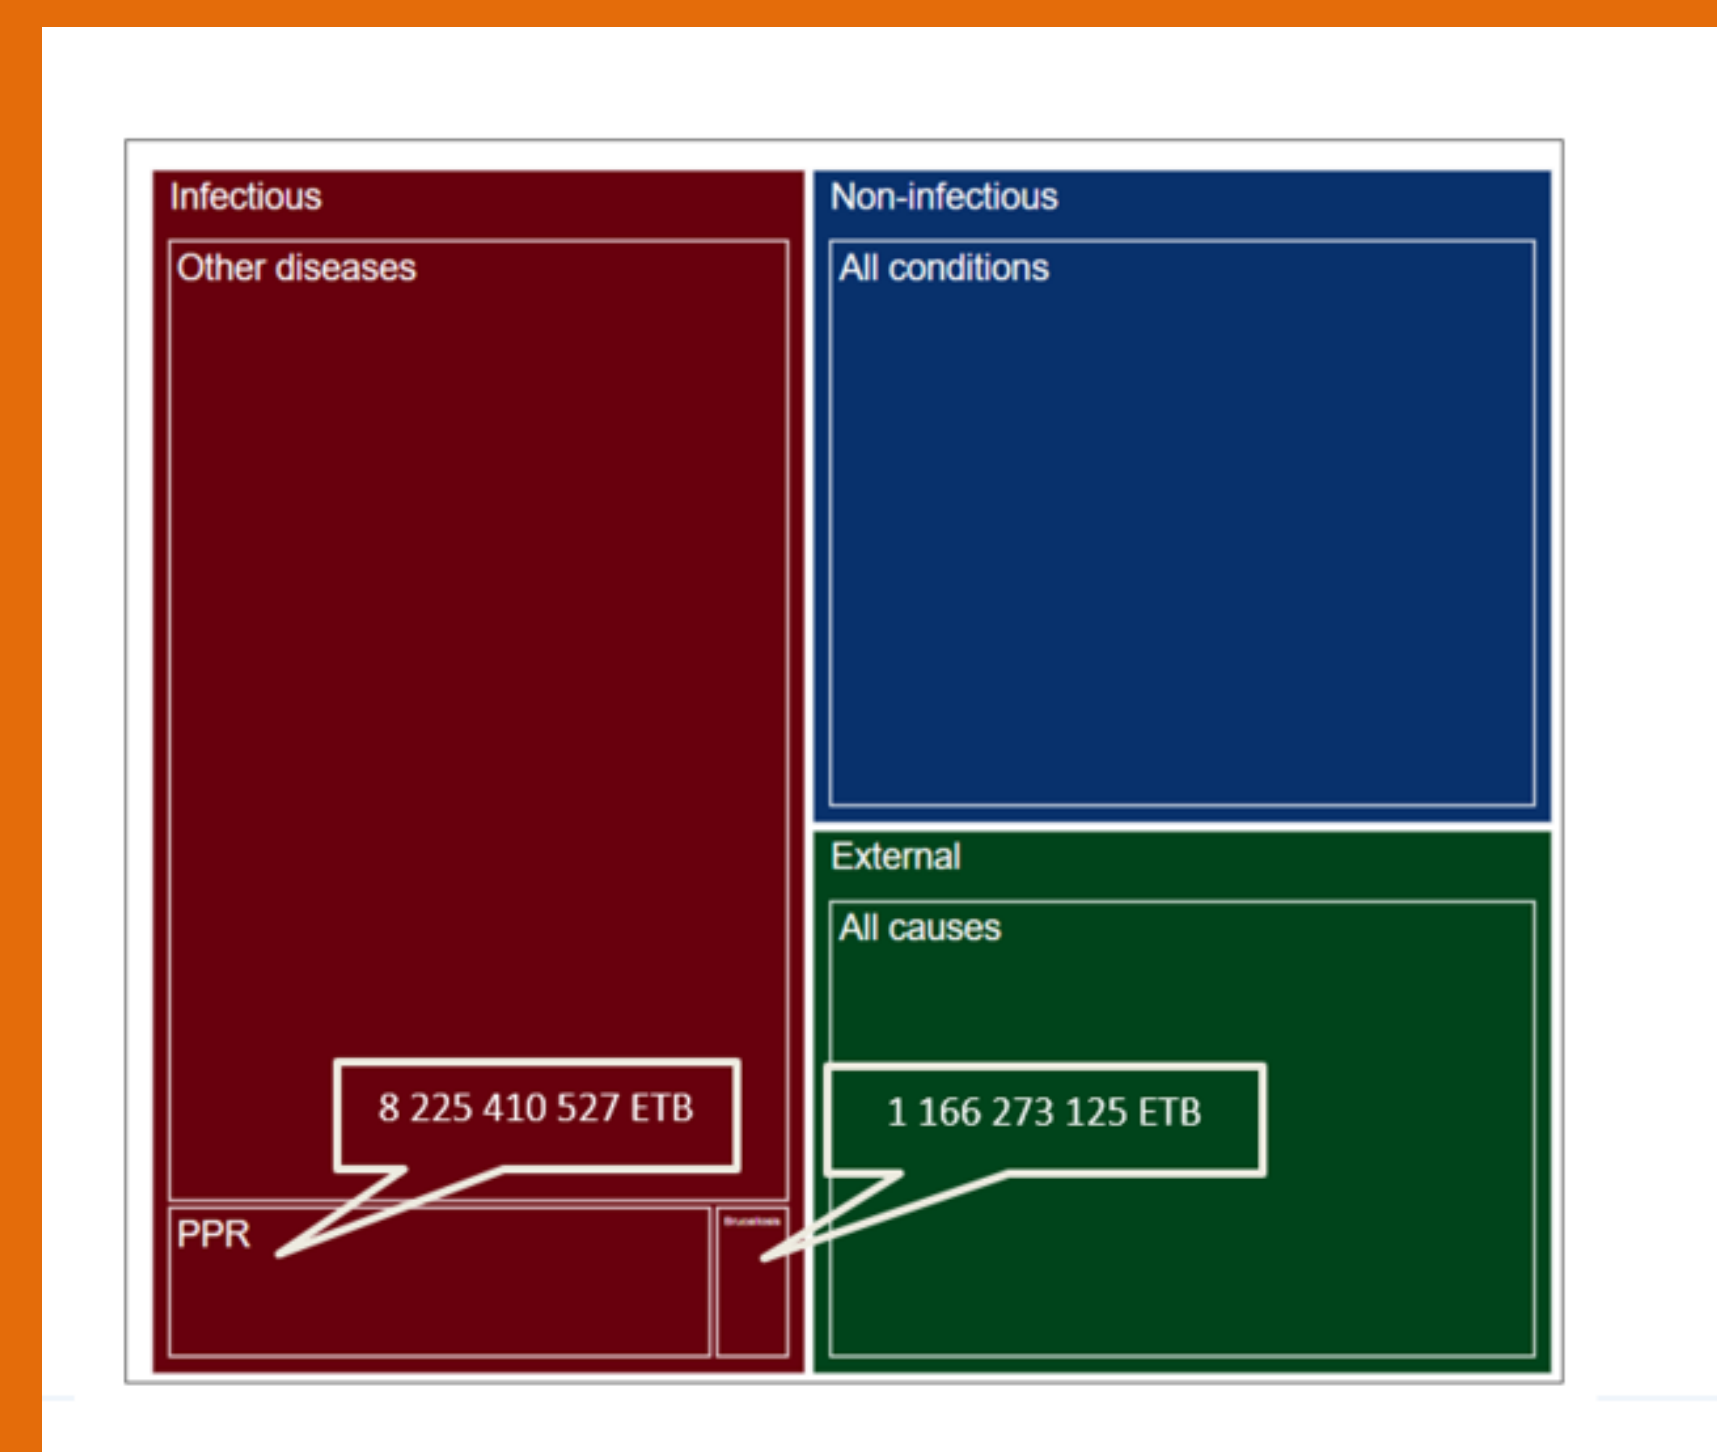 Infectious
Other diseases
8 225 410 527 ETB
PPR
Brucellosis
Non-infectious
All conditions
External
All causes
1 166 273 125 ETB